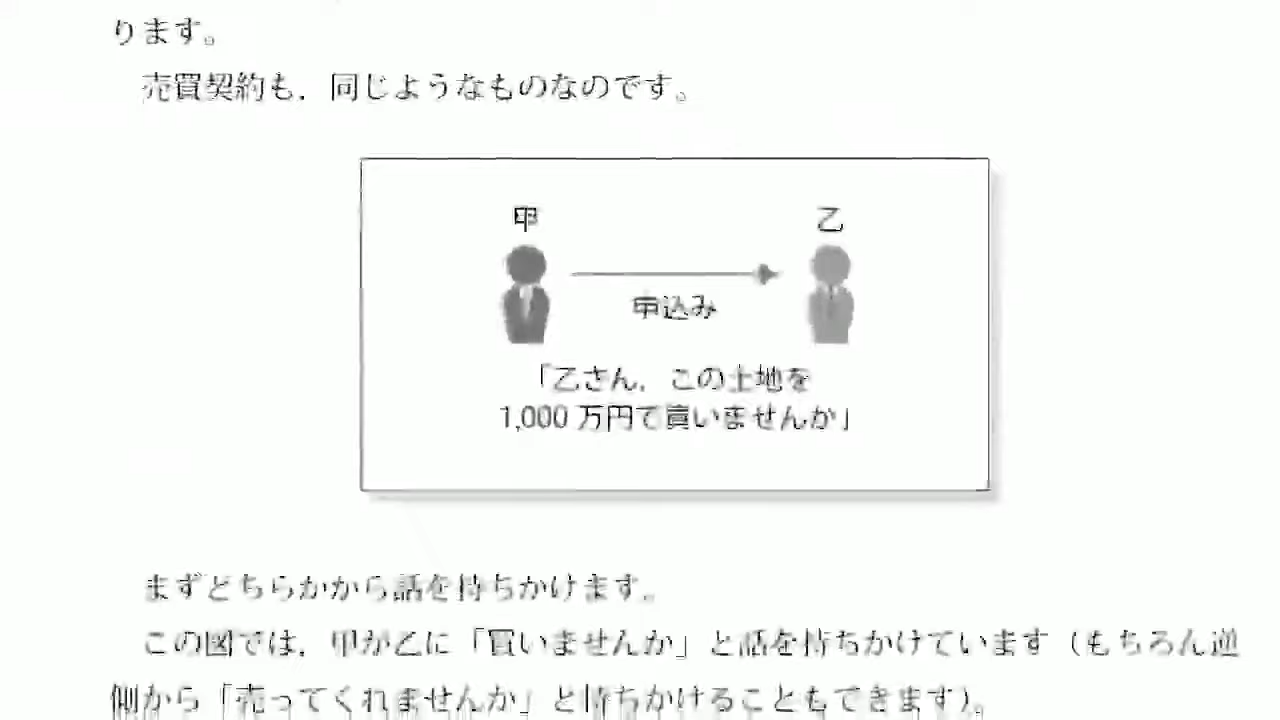 ります。
売買契約も，同じようなものなのです。
甲
乙
申込み
「乙さん，この土地を
1,000 万円で買いませんか」
まずどちらかから話を持ちかけます。
この図では，甲が乙に「買いませんか」と話を持ちかけています（もちろん逆
側から「売ってくれませんか」と持ちかけることもできます）。